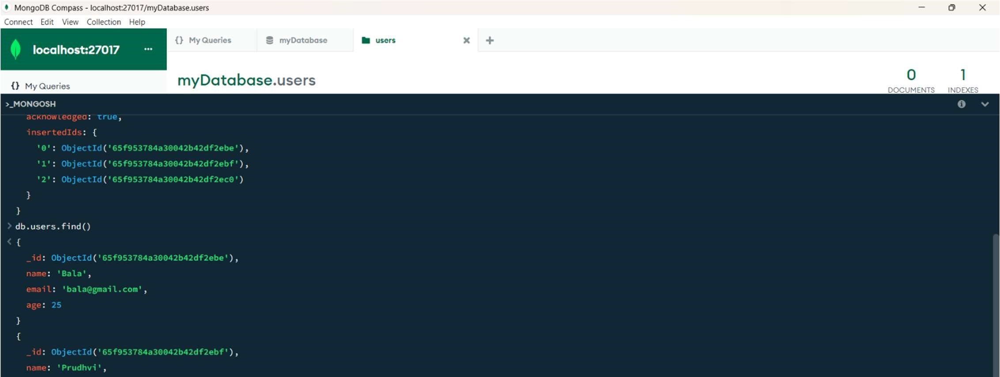 MongoDB Compass - localhost:27017/myDatabase.users
Connect Edit View Collection Help
localhost:27017 ...
{} My Queries
myDatabase
users
{} My Queries
myDatabase.users
0
DOCUMENTS
1
INDEXES
>_MONGOSH
acknowledged: true,
insertedIds: {
'0': ObjectId('65f953784a30042b42df2ebe'),
'1': ObjectId('65f953784a30042b42df2ebf'),
'2': ObjectId('65f953784a30042b42df2ec0')
}
}
> db.users.find()
< {
_id: ObjectId('65f953784a30042b42df2ebe'),
name: 'Bala',
email: 'bala@gmail.com',
age: 25
}
{
_id: ObjectId('65f953784a30042b42df2ebf'),
name: 'Prudhvi',